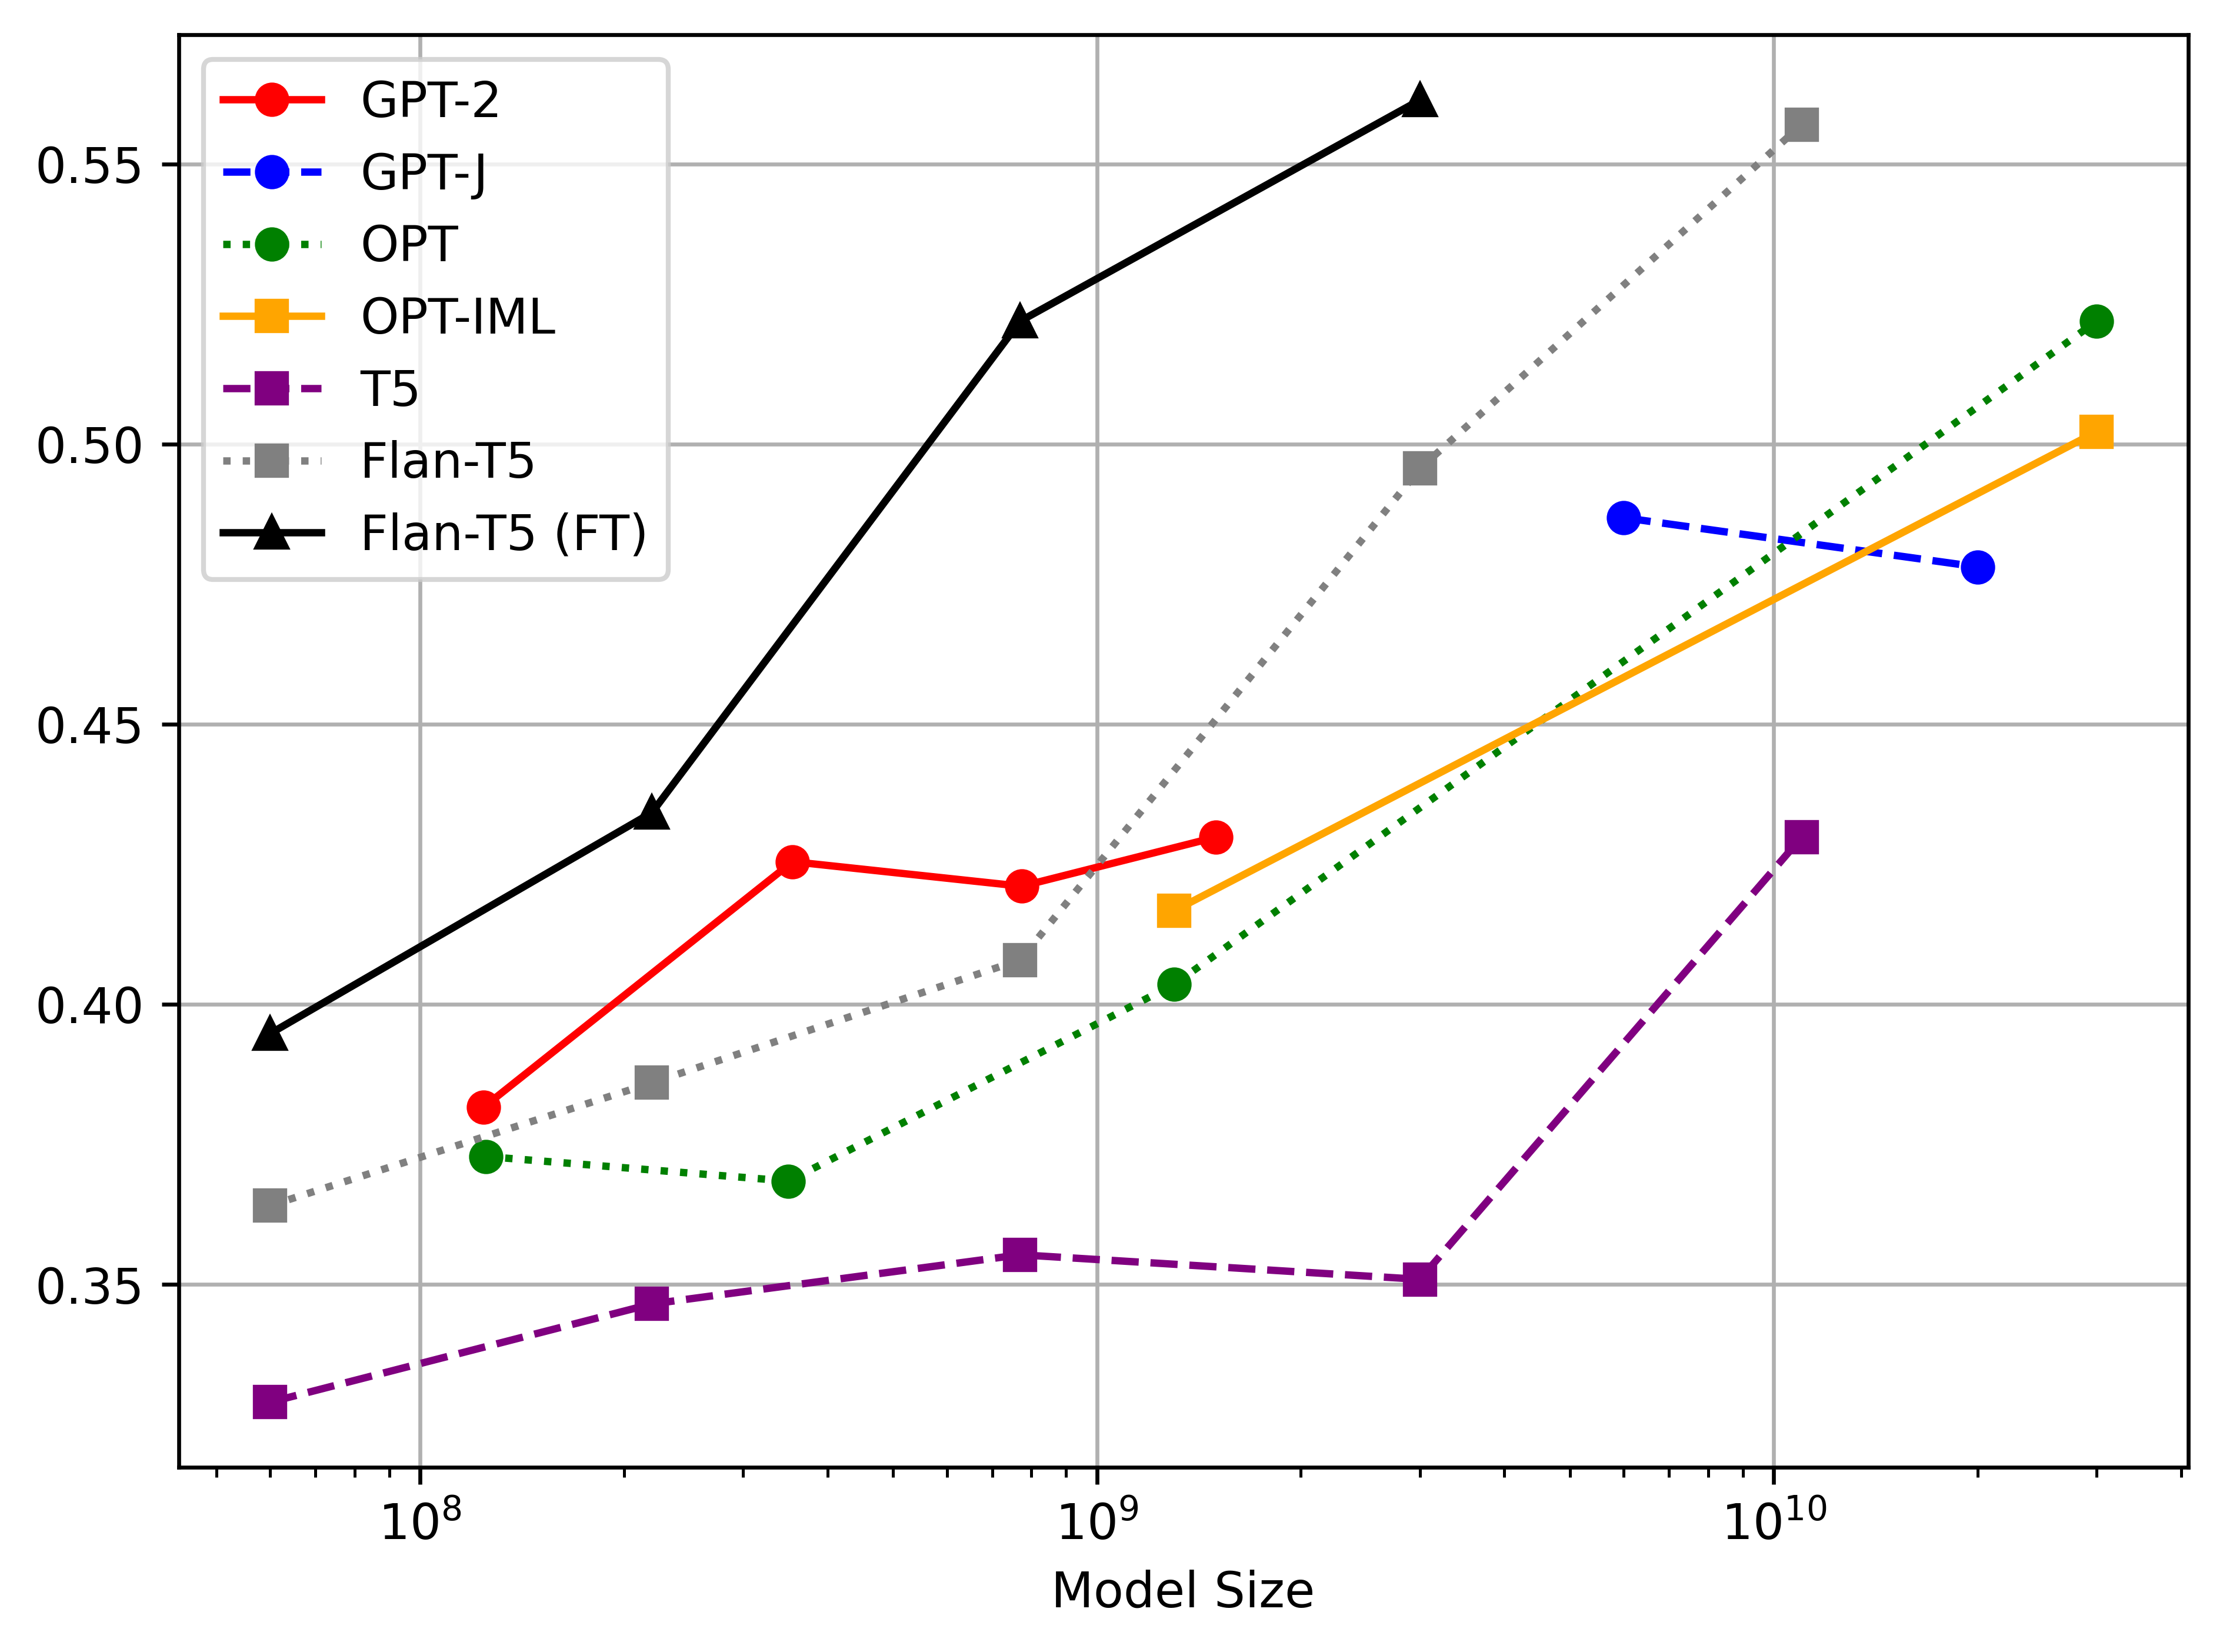 GPT-2
GPT-J
OPT
OPT-IML
T5
Flan-T5
Flan-T5 (FT)
0.55
0.50
0.45
0.40
0.35
10⁸
10⁹
10¹⁰
Model Size